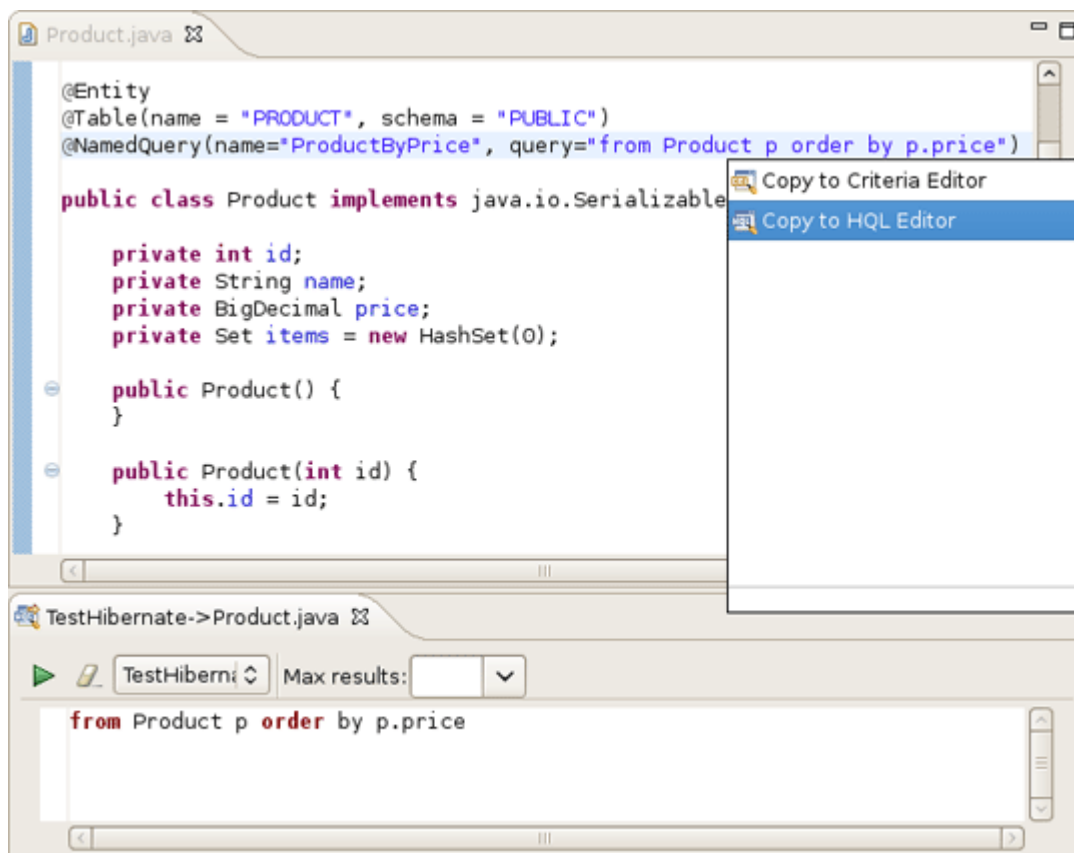 Product.java
@Entity
@Table(name = "PRODUCT", schema = "PUBLIC")
@NamedQuery(name="ProductByPrice", query="from Product p order by p.price")
Copy to Criteria Editor
public class Product implements java.io.Serializable
Copy to HQL Editor
private int id;
private String name;
private BigDecimal price;
private Set items = new HashSet(0);
public Product() {
}
public Product(int id) {
this.id = id;
}
TestHibernate->Product.java
TestHiberna Max results:
from Product p order by p.price